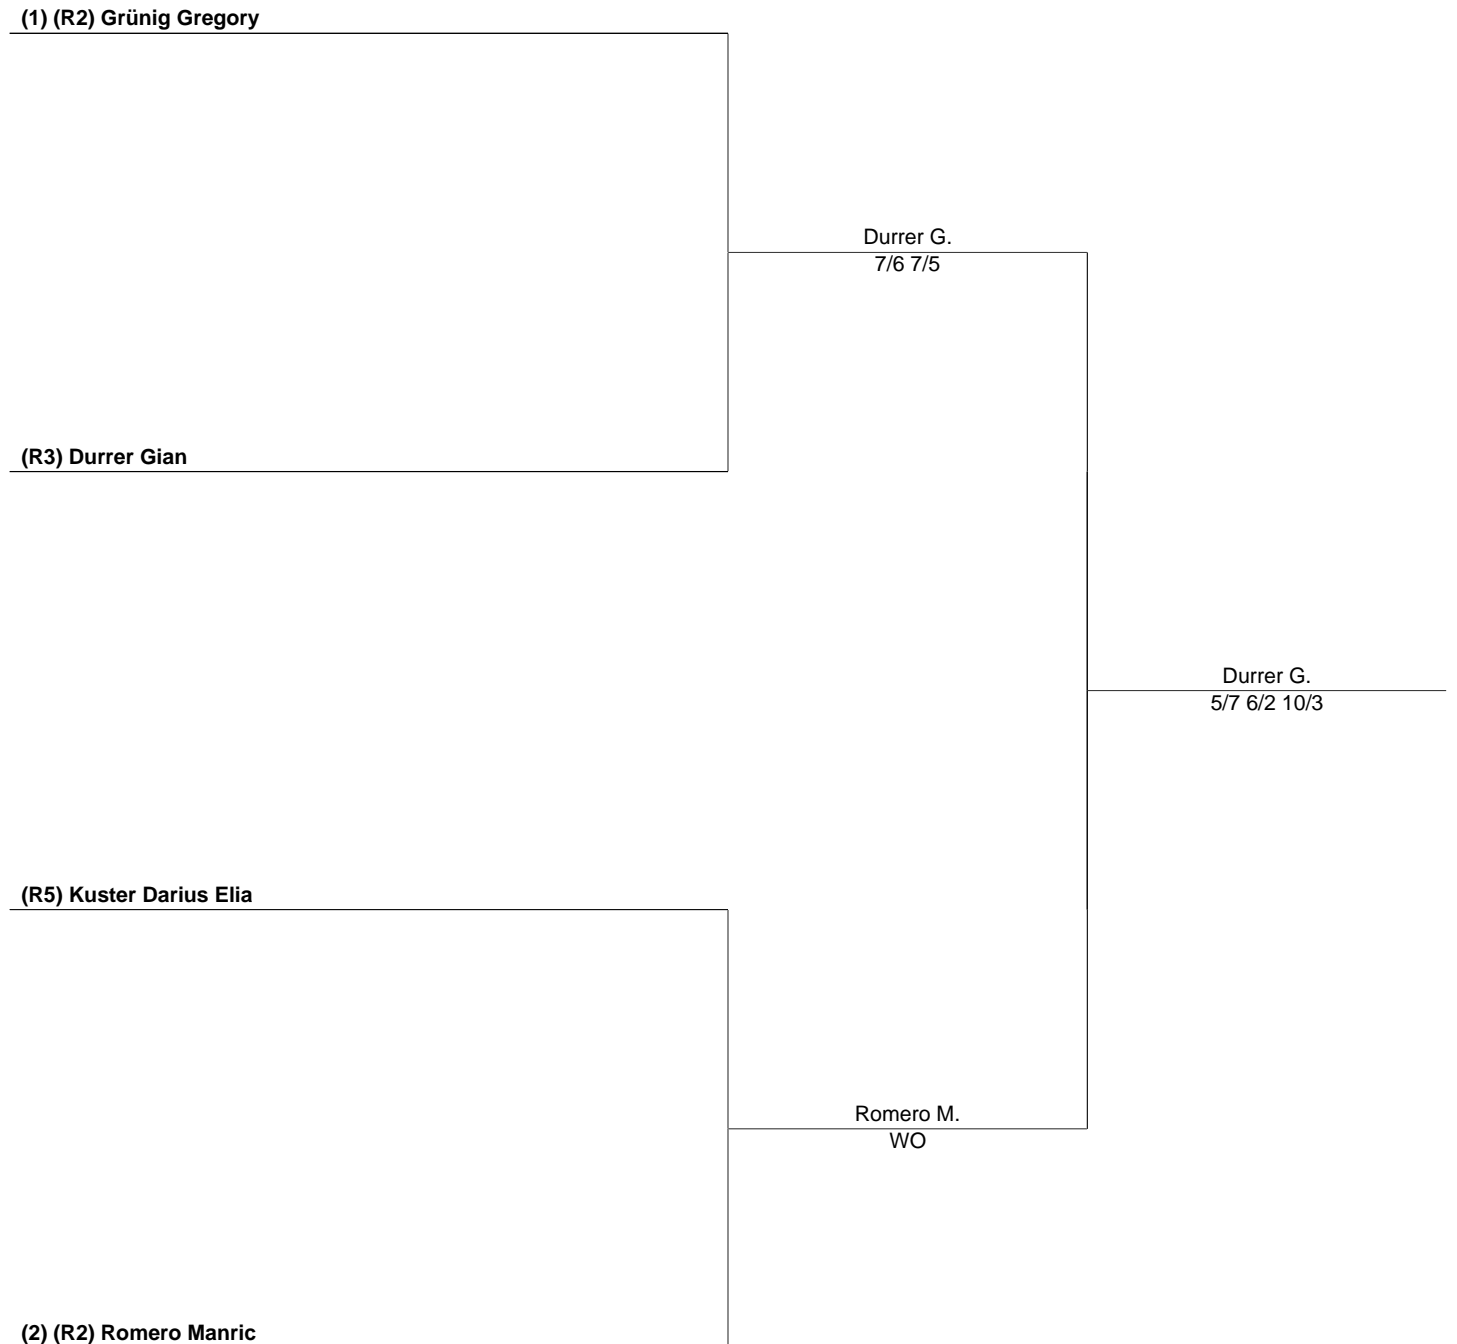 (1) (R2) Grünig Gregory
Durrer G.
7/6 7/5
(R3) Durrer Gian
Durrer G.
5/7 6/2 10/3
(R5) Kuster Darius Elia
Romero M.
WO
(2) (R2) Romero Manric